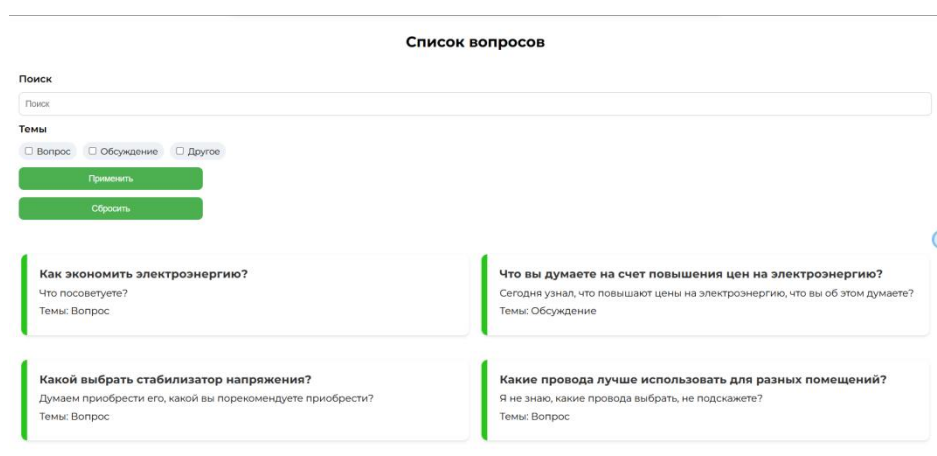 Список вопросов
Поиск
Поиск
Темы
Вопрос Обсуждение Другое
Применить
Сбросить
Как экономить электроэнергию?
Что посоветуете?
Темы: Вопрос
Что вы думаете на счет повышения цен на электроэнергию?
Сегодня узнал, что повышают цены на электроэнергию, что вы об этом думаете?
Темы: Обсуждение
Какой выбрать стабилизатор напряжения?
Думаем приобрести его, какой вы порекомендуете приобрести?
Темы: Вопрос
Какие провода лучше использовать для разных помещений?
Я не знаю, какие провода выбрать, не подскажете?
Темы: Вопрос